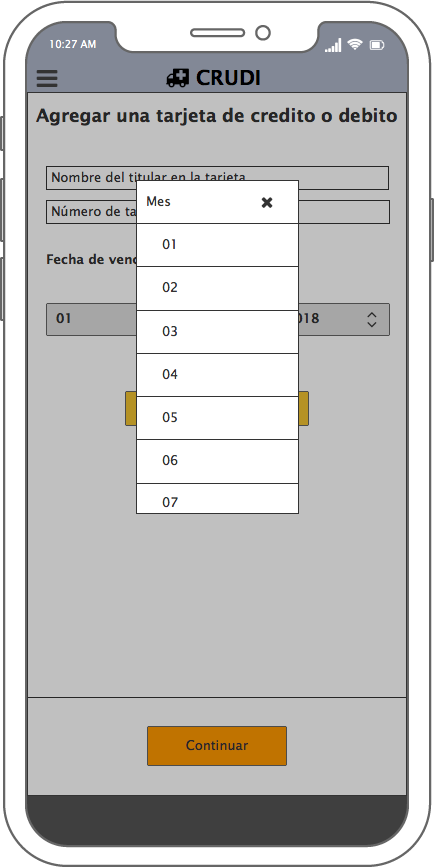 10:27 AM
CRUDI
Agregar una tarjeta de credito o debito
Nombre del titular en la tarjeta
Mes
Número de ta
01
Fecha de venc
02
01
018
03
04
05
06
07
Continuar